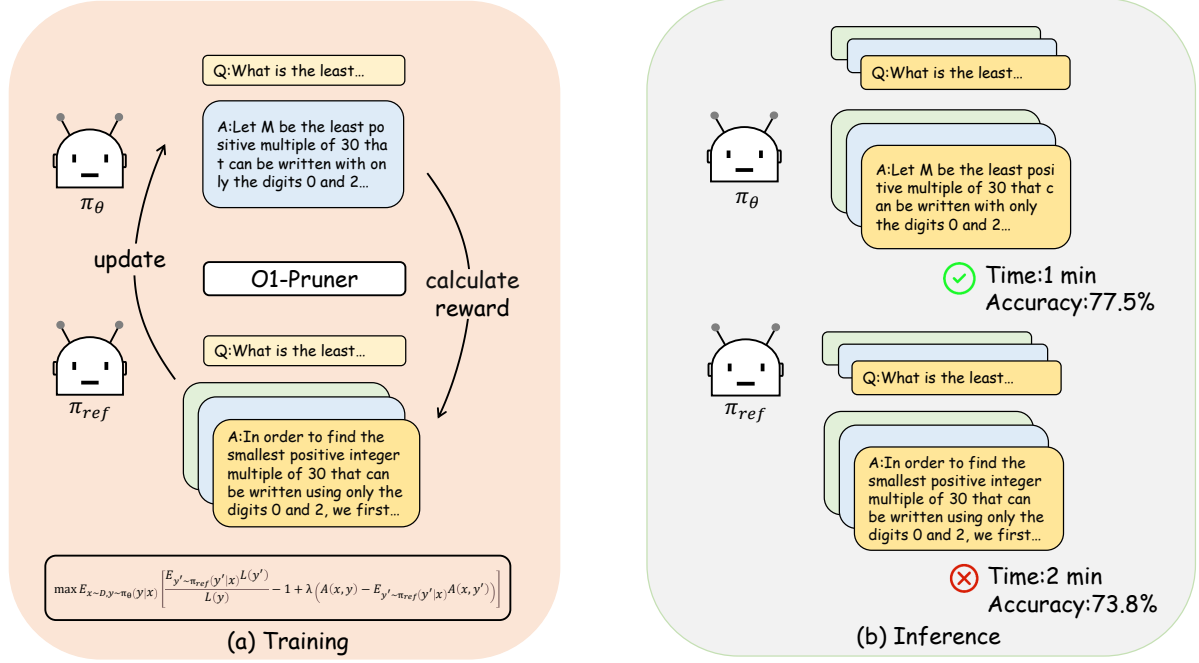 Q:What is the least…
A:Let M be the least po
sitive multiple of 30 tha
t can be written with on
ly the digits 0 and 2…
π_θ
update
O1-Pruner
calculate
reward
Q:What is the least…
π_ref
A:In order to find the
smallest positive integer
multiple of 30 that can
be written using only the
digits 0 and 2, we first…
max E_{x~D,y~π_θ(y|x)} [ E_{y'~π_ref(y'|x)}L(y') / L(y) − 1 + λ (A(x,y) − E_{y'~π_ref(y'|x)}A(x,y')) ]
(a) Training
Q:What is the least…
A:Let M be the least posi
tive multiple of 30 that c
an be written with only
the digits 0 and 2…
π_θ
Time:1 min
Accuracy:77.5%
Q:What is the least…
π_ref
A:In order to find the
smallest positive integer
multiple of 30 that can
be written using only the
digits 0 and 2, we first…
Time:2 min
Accuracy:73.8%
(b) Inference